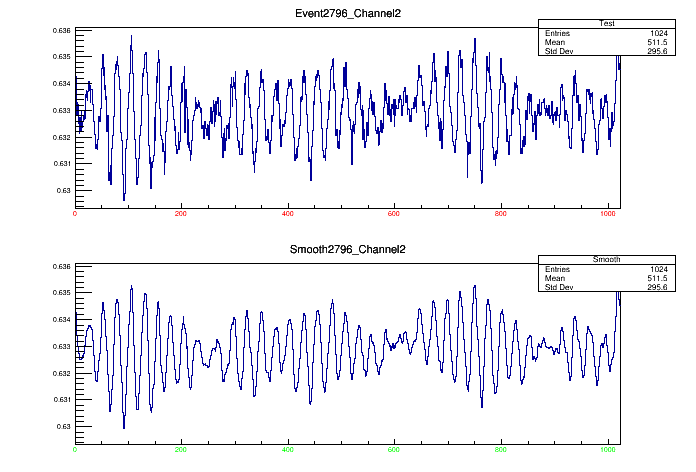 Event2796_Channel2
Test
Entries 1024
Mean 511.5
Std Dev 295.6
0.636
0.635
0.634
0.633
0.632
0.631
0.63
0 200 400 600 800 1000
Smooth2796_Channel2
Smooth
Entries 1024
Mean 511.5
Std Dev 295.6
0.636
0.635
0.634
0.633
0.632
0.631
0.63
0 200 400 600 800 1000